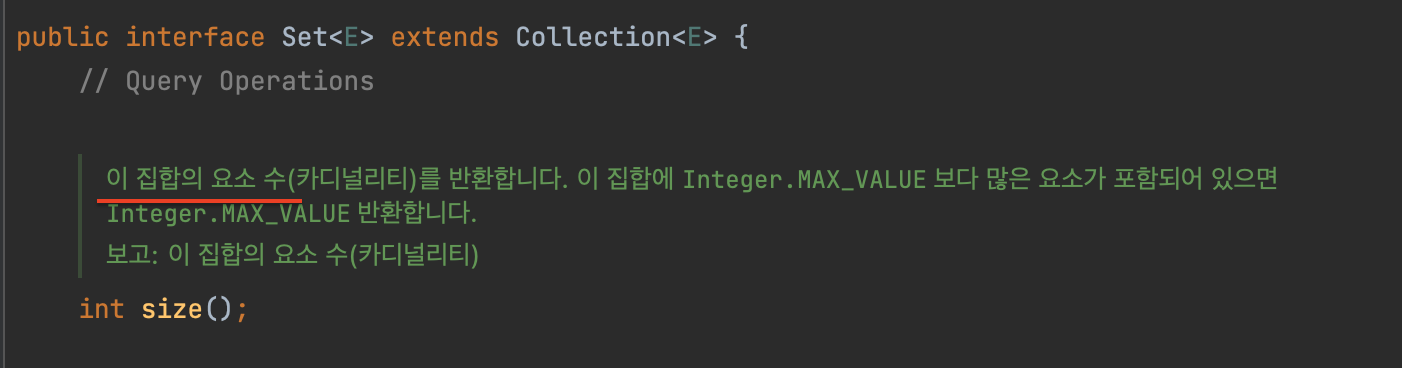 public interface Set<E> extends Collection<E> {
// Query Operations
이 집합의 요소 수(카디널리티)를 반환합니다. 이 집합에 Integer.MAX_VALUE 보다 많은 요소가 포함되어 있으면
Integer.MAX_VALUE 반환합니다.
보고: 이 집합의 요소 수(카디널리티)
int size();